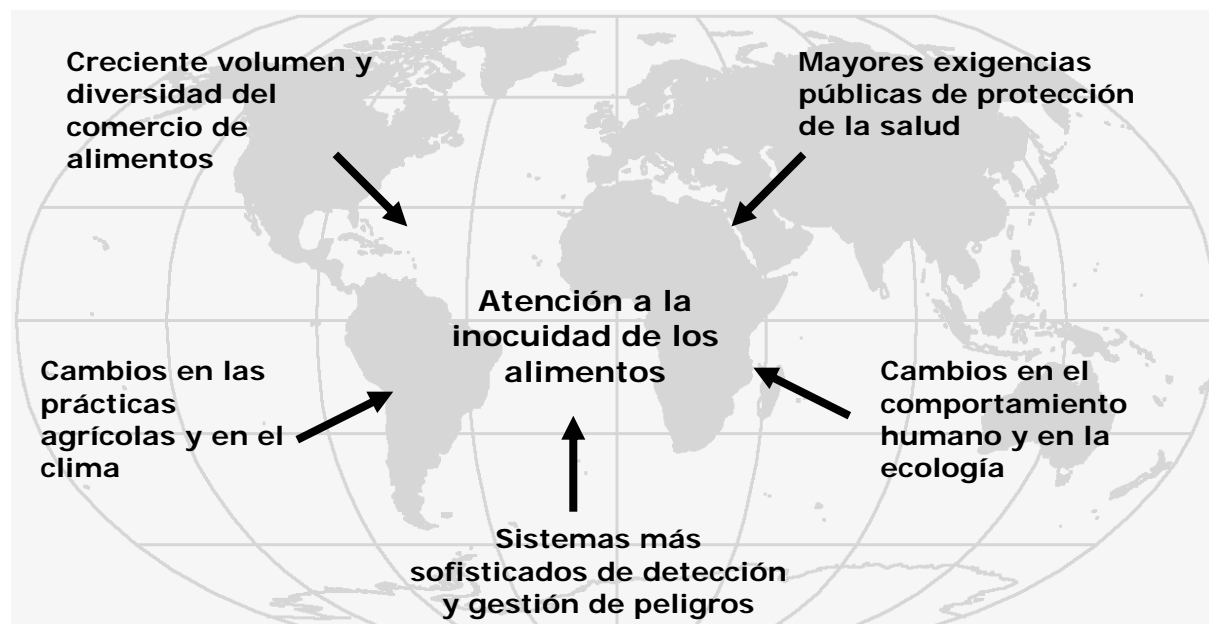 Creciente volumen y
diversidad del
comercio de
alimentos
Mayores exigencias
públicas de protección
de la salud
Atención a la
inocuidad de los
alimentos
Cambios en las
prácticas
agrícolas y en el
clima
Cambios en el
comportamiento
humano y en la
ecología
Sistemas más
sofisticados de detección
y gestión de peligros